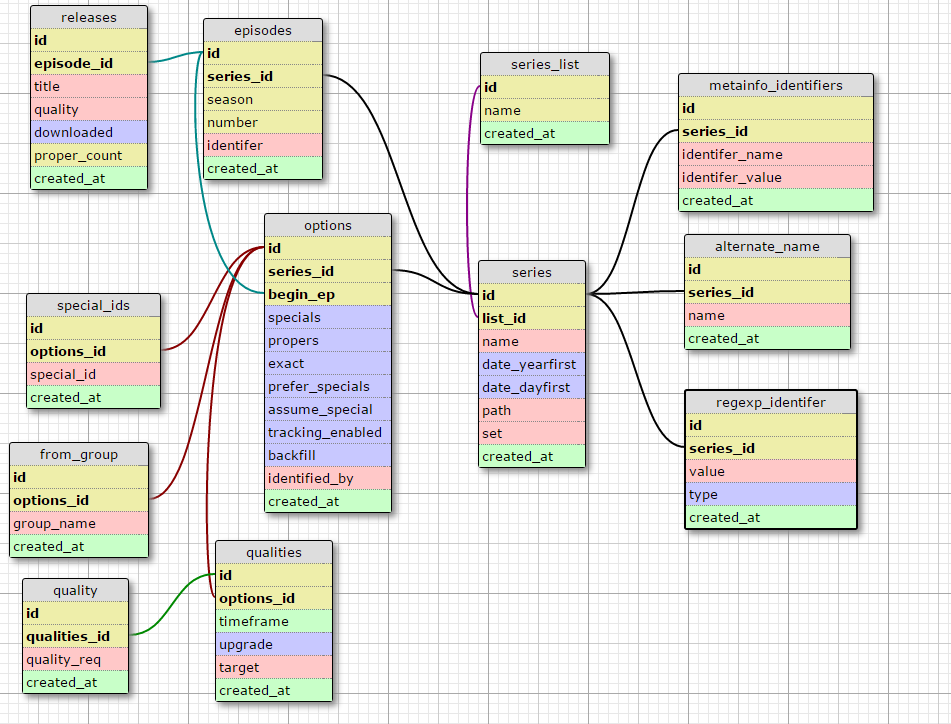 releases
id
episode_id
title
quality
downloaded
proper_count
created_at
episodes
id
series_id
season
number
identifer
created_at
series_list
id
name
created_at
metainfo_identifiers
id
series_id
identifer_name
identifer_value
created_at
options
id
series_id
begin_ep
specials
propers
exact
prefer_specials
assume_special
tracking_enabled
backfill
identified_by
created_at
series
id
list_id
name
date_yearfirst
date_dayfirst
path
set
created_at
alternate_name
id
series_id
name
created_at
special_ids
id
options_id
special_id
created_at
regexp_identifer
id
series_id
value
type
created_at
from_group
id
options_id
group_name
created_at
qualities
id
options_id
timeframe
upgrade
target
created_at
quality
id
qualities_id
quality_req
created_at